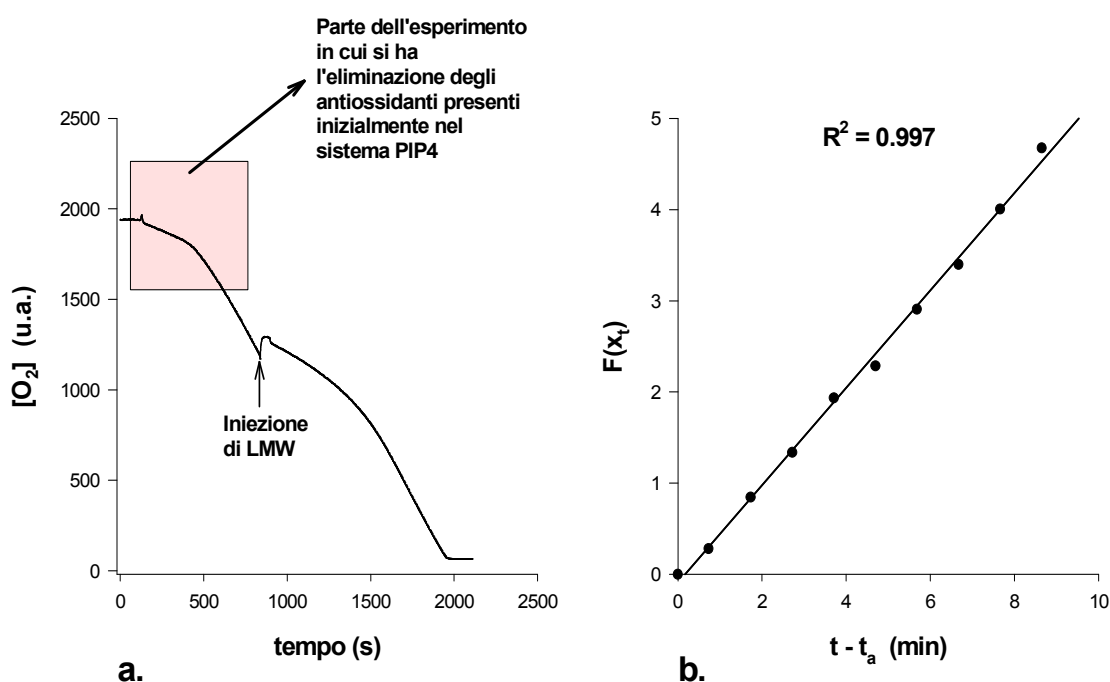 Parte dell'esperimento
in cui si ha
l'eliminazione degli
antiossidanti presenti
inizialmente nel
sistema PIP4
2500
2000
1500
1000
500
0
[O₂] (u.a.)
Iniezione
di LMW
0 500 1000 1500 2000 2500
tempo (s)
a.
R² = 0.997
5
4
3
2
1
0
F(xₜ)
0 2 4 6 8 10
t - tₐ (min)
b.